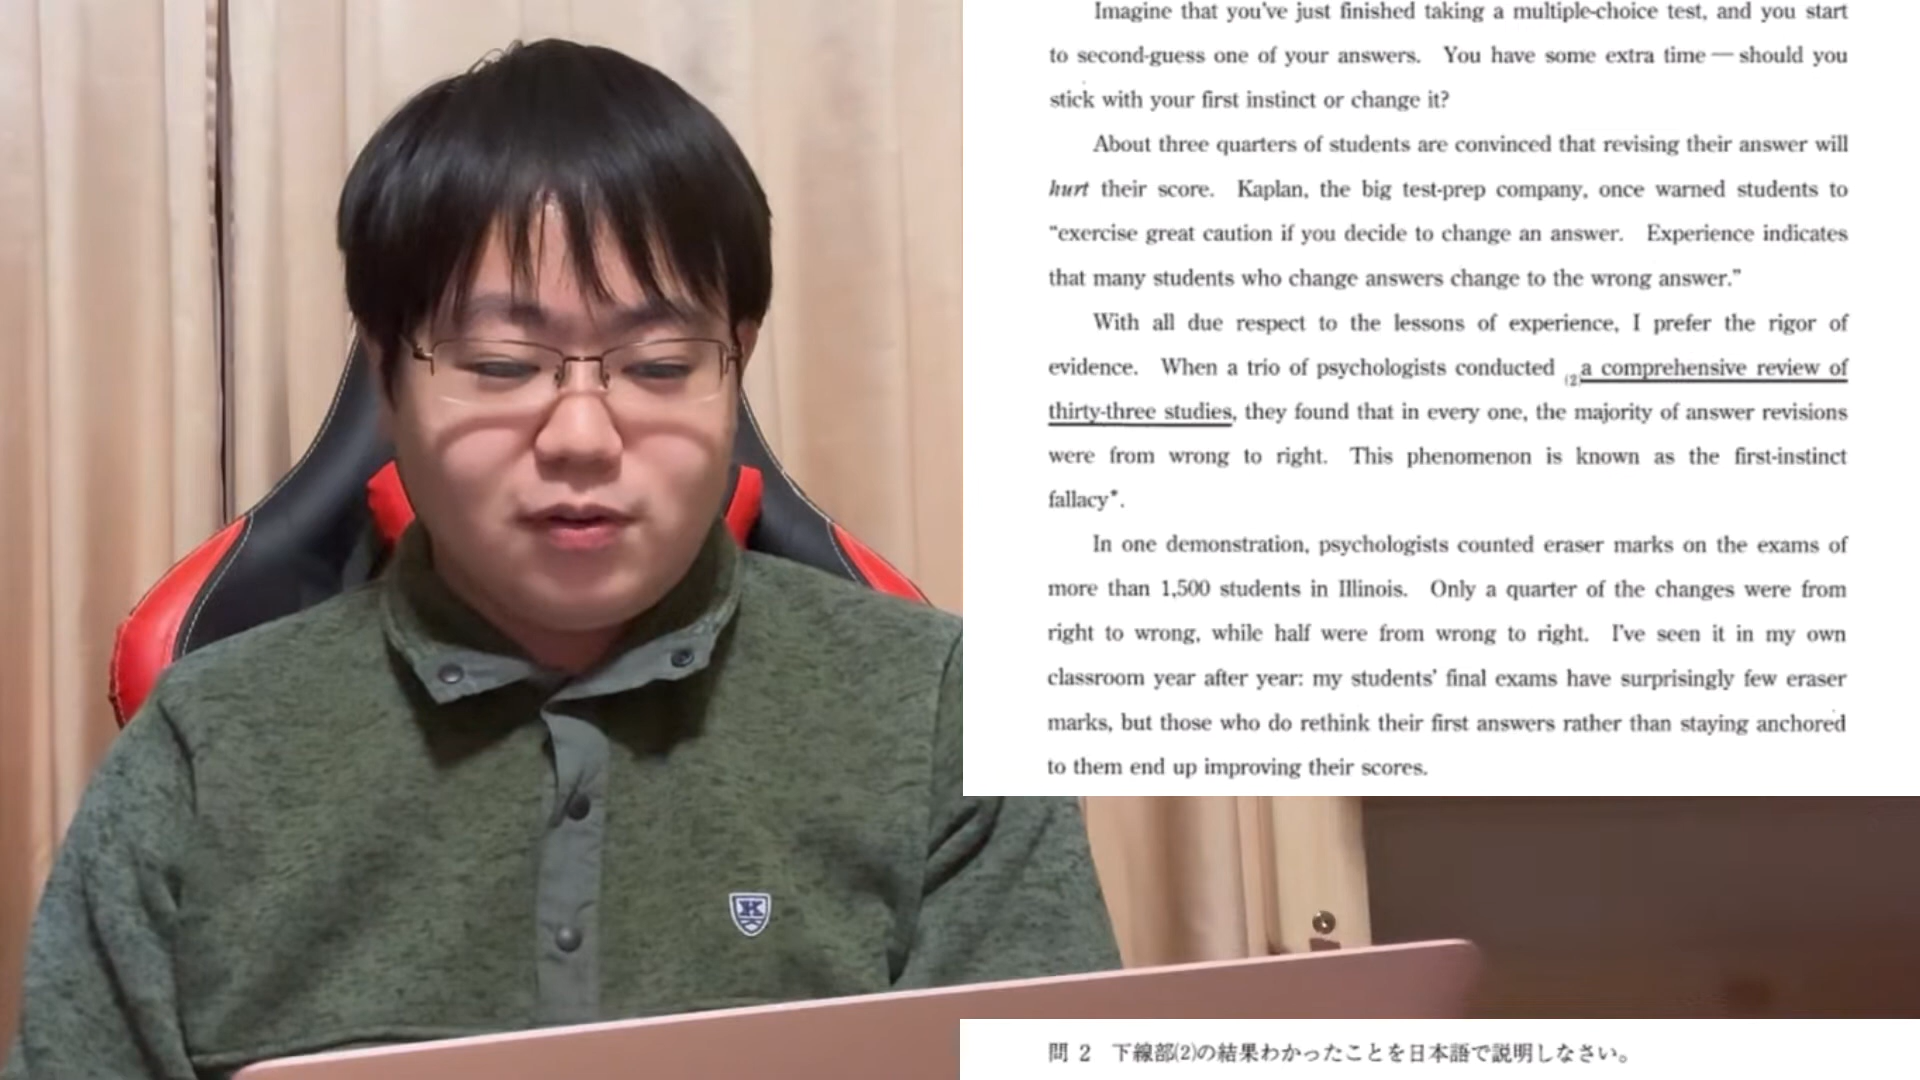 Imagine that you've just finished taking a multiple-choice test, and you start
to second-guess one of your answers. You have some extra time — should you
stick with your first instinct or change it?
About three quarters of students are convinced that revising their answer will
hurt their score. Kaplan, the big test-prep company, once warned students to
“exercise great caution if you decide to change an answer. Experience indicates
that many students who change answers change to the wrong answer.”
With all due respect to the lessons of experience, I prefer the rigor of
evidence. When a trio of psychologists conducted (2)a comprehensive review of
thirty-three studies, they found that in every one, the majority of answer revisions
were from wrong to right. This phenomenon is known as the first-instinct
fallacy*.
In one demonstration, psychologists counted eraser marks on the exams of
more than 1,500 students in Illinois. Only a quarter of the changes were from
right to wrong, while half were from wrong to right. I've seen it in my own
classroom year after year: my students' final exams have surprisingly few eraser
marks, but those who do rethink their first answers rather than staying anchored
to them end up improving their scores.
K
問 2 下線部(2)の結果わかったことを日本語で説明しなさい。